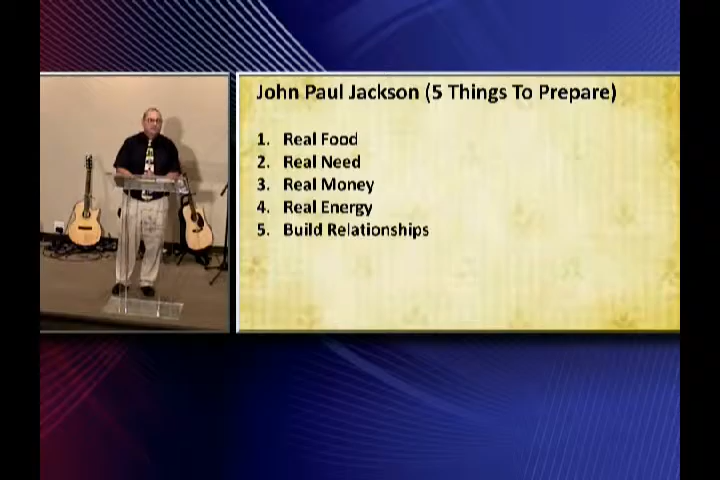 John Paul Jackson (5 Things To Prepare)
1. Real Food
2. Real Need
3. Real Money
4. Real Energy
5. Build Relationships